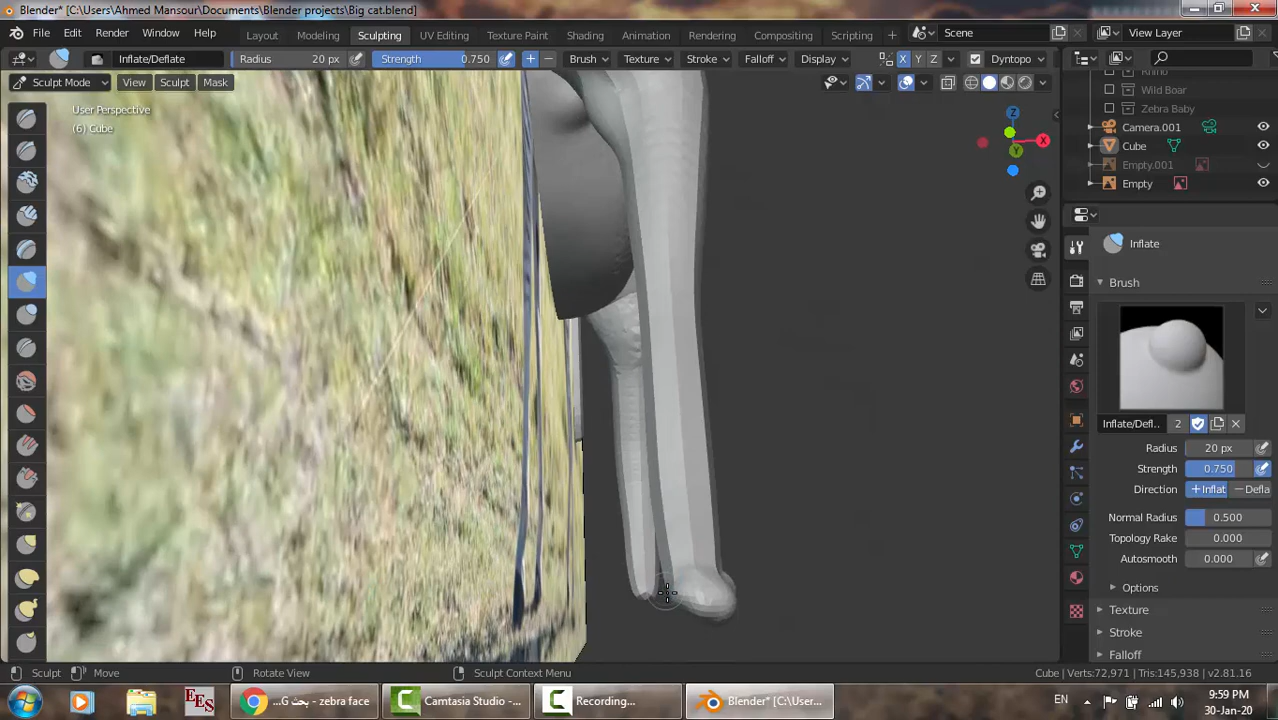 Blender* [C:\Users\Ahmed Mansour\Documents\Blender projects\Big cat.blend]
File Edit Render Window Help Layout Modeling Sculpting UV Editing Texture Paint Shading Animation Rendering Compositing Scripting + Scene View Layer
Inflate/Deflate Radius 20 px Strength 0.750 Brush Texture Stroke Falloff Display X Y Z Dyntopo
Sculpt Mode View Sculpt Mask
User Perspective
(6) Cube
Z
X
Y
Rhino
Wild Boar
Zebra Baby
Camera.001
Cube
Empty.001
Empty
Inflate
Brush
Inflate/Defl.. 2
Radius 20 px
Strength 0.750
Direction +Inflat −Defla
Normal Radius 0.500
Topology Rake 0.000
Autosmooth 0.000
Options
Texture
Stroke
Falloff
Sculpt Move Rotate View Sculpt Context Menu Cube | Verts:72,971 | Tris:145,938 | v2.81.16
EES ...G بحث - zebra face Camtasia Studio -... Recording... Blender* [C:\User... EN 9:59 PM
30-Jan-20